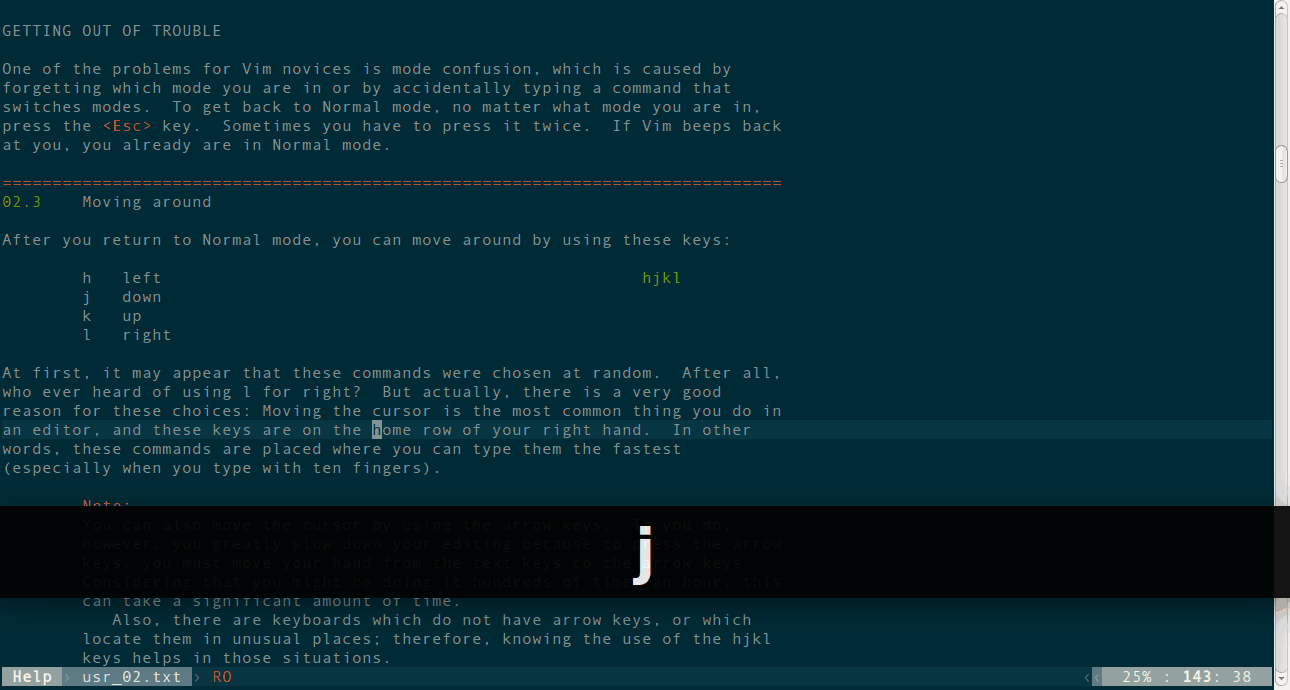 GETTING OUT OF TROUBLE
One of the problems for Vim novices is mode confusion, which is caused by
forgetting which mode you are in or by accidentally typing a command that
switches modes.  To get back to Normal mode, no matter what mode you are in,
press the <Esc> key.  Sometimes you have to press it twice.  If Vim beeps back
at you, you already are in Normal mode.
==============================================================================
02.3    Moving around
After you return to Normal mode, you can move around by using these keys:
h   left                                                hjkl
j   down
k   up
l   right
At first, it may appear that these commands were chosen at random.  After all,
who ever heard of using l for right?  But actually, there is a very good
reason for these choices: Moving the cursor is the most common thing you do in
an editor, and these keys are on the home row of your right hand.  In other
words, these commands are placed where you can type them the fastest
(especially when you type with ten fingers).
Note:
You can also move the cursor by using the arrow keys.  If you do,
however, you greatly slow down your editing because to press the arrow
keys, you must move your hand from the text keys to the arrow keys.
Considering that you might be doing it hundreds of times an hour, this
can take a significant amount of time.
Also, there are keyboards which do not have arrow keys, or which
locate them in unusual places; therefore, knowing the use of the hjkl
keys helps in those situations.
j
Help › usr_02.txt › RO ‹‹ 25% : 143: 38